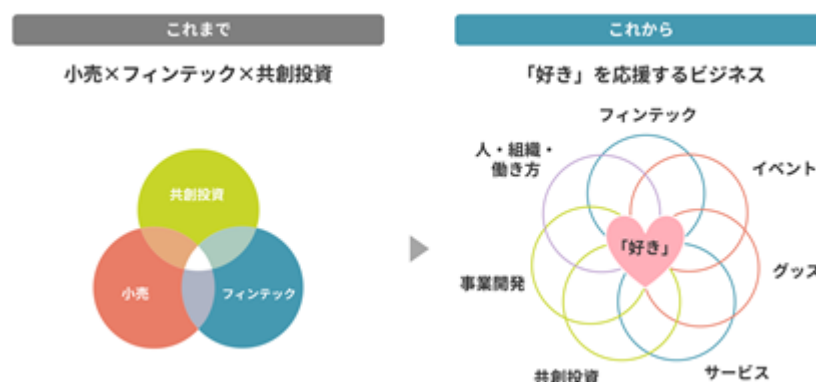 これまで
小売×フィンテック×共創投資
共創投資
小売
フィンテック
これから
「好き」を応援するビジネス
フィンテック
人・組織・
働き方
イベント
「好き」
事業開発
グッズ
共創投資
サービス